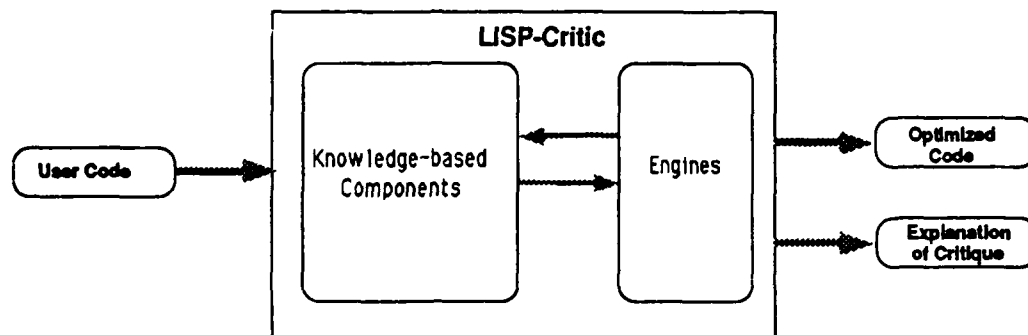 LISP-Critic
User Code
Knowledge-based
Components
Engines
Optimized
Code
Explanation
of Critique